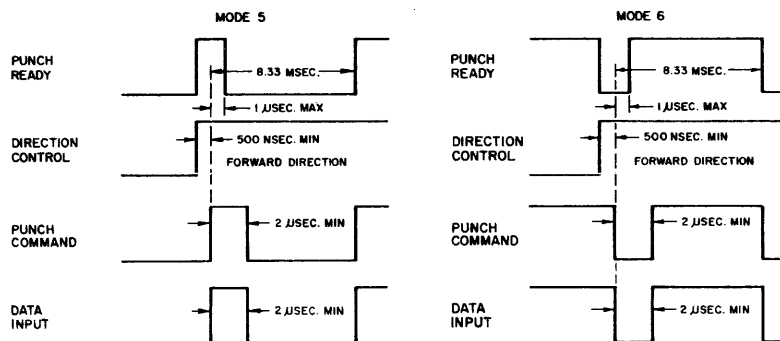 MODE 5
PUNCH
READY
8.33 MSEC.
1 µSEC. MAX
DIRECTION
CONTROL
500 NSEC. MIN
FORWARD DIRECTION
PUNCH
COMMAND
2 µSEC. MIN
DATA
INPUT
2 µSEC. MIN
MODE 6
PUNCH
READY
8.33 MSEC.
1 µSEC. MAX
DIRECTION
CONTROL
500 NSEC. MIN
FORWARD DIRECTION
PUNCH
COMMAND
2 µSEC. MIN
DATA
INPUT
2 µSEC. MIN